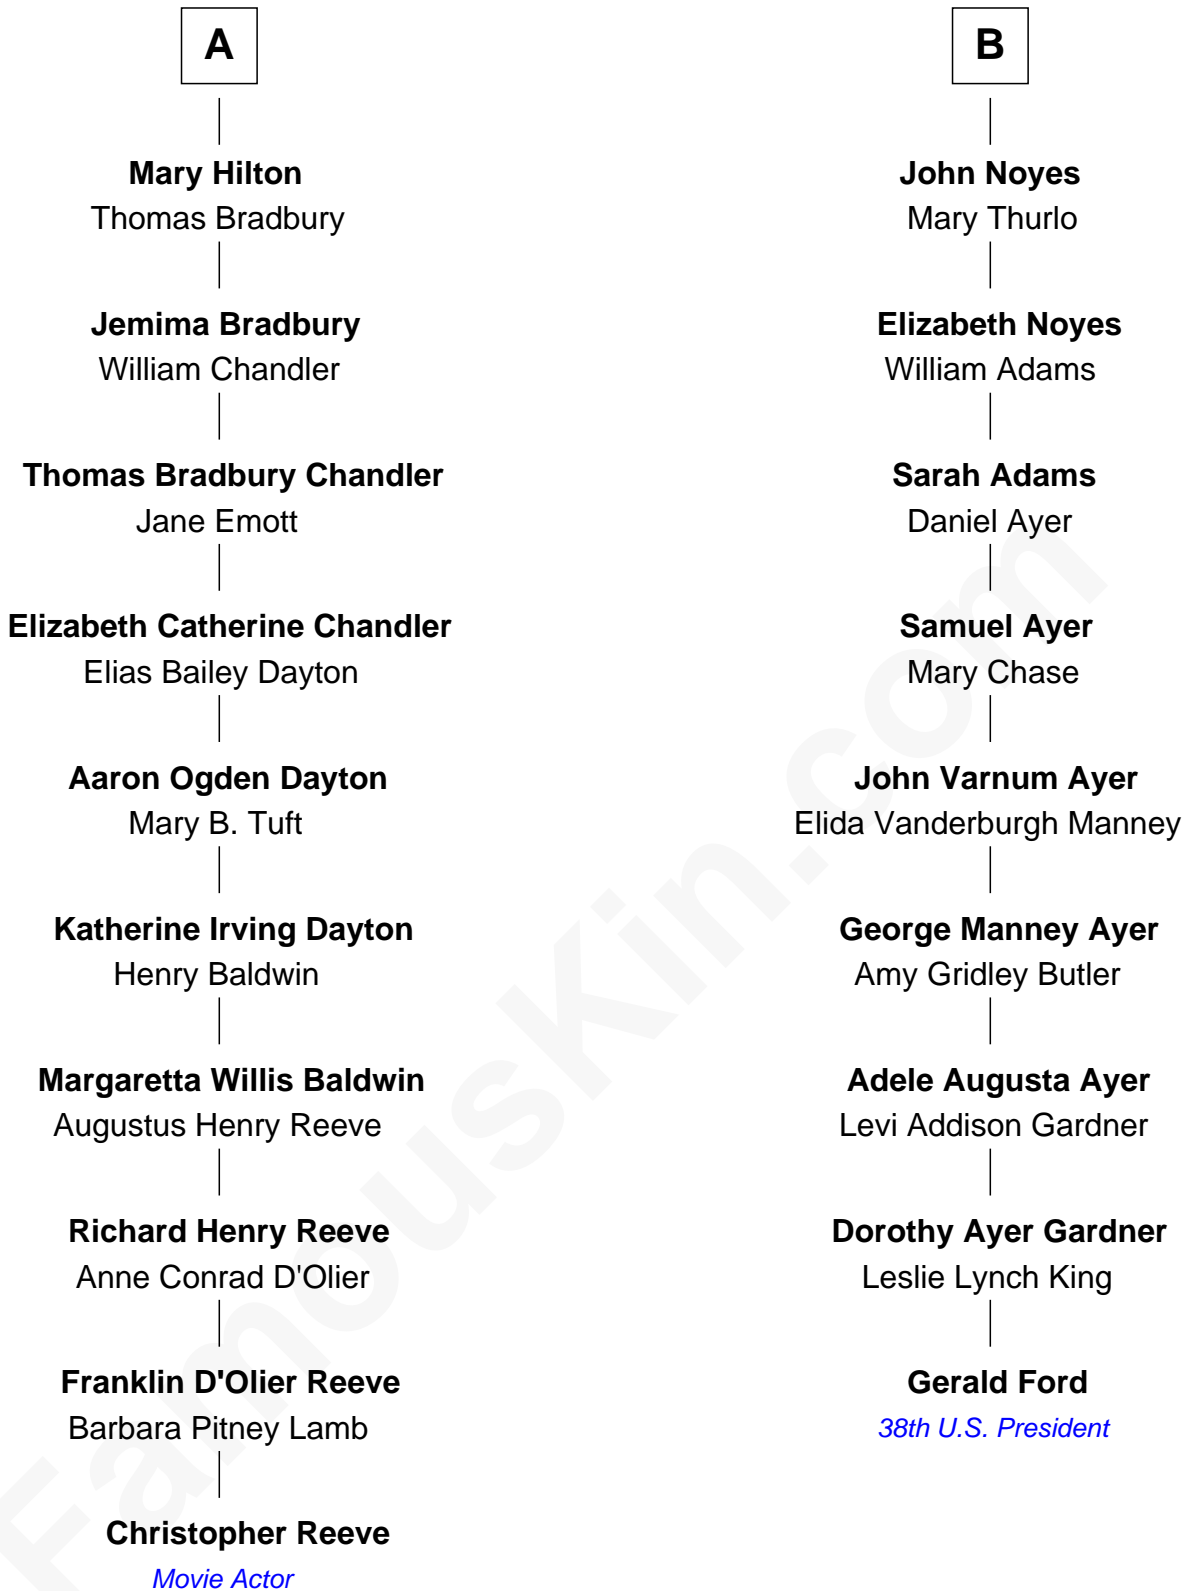 A
Mary Hilton
Thomas Bradbury
Jemima Bradbury
William Chandler
Thomas Bradbury Chandler
Jane Emott
Elizabeth Catherine Chandler
Elias Bailey Dayton
Aaron Ogden Dayton
Mary B. Tuft
Katherine Irving Dayton
Henry Baldwin
Margaretta Willis Baldwin
Augustus Henry Reeve
Richard Henry Reeve
Anne Conrad D'Olier
Franklin D'Olier Reeve
Barbara Pitney Lamb
Christopher Reeve
Movie Actor
B
John Noyes
Mary Thurlo
Elizabeth Noyes
William Adams
Sarah Adams
Daniel Ayer
Samuel Ayer
Mary Chase
John Varnum Ayer
Elida Vanderburgh Manney
George Manney Ayer
Amy Gridley Butler
Adele Augusta Ayer
Levi Addison Gardner
Dorothy Ayer Gardner
Leslie Lynch King
Gerald Ford
38th U.S. President
FamousKin.com